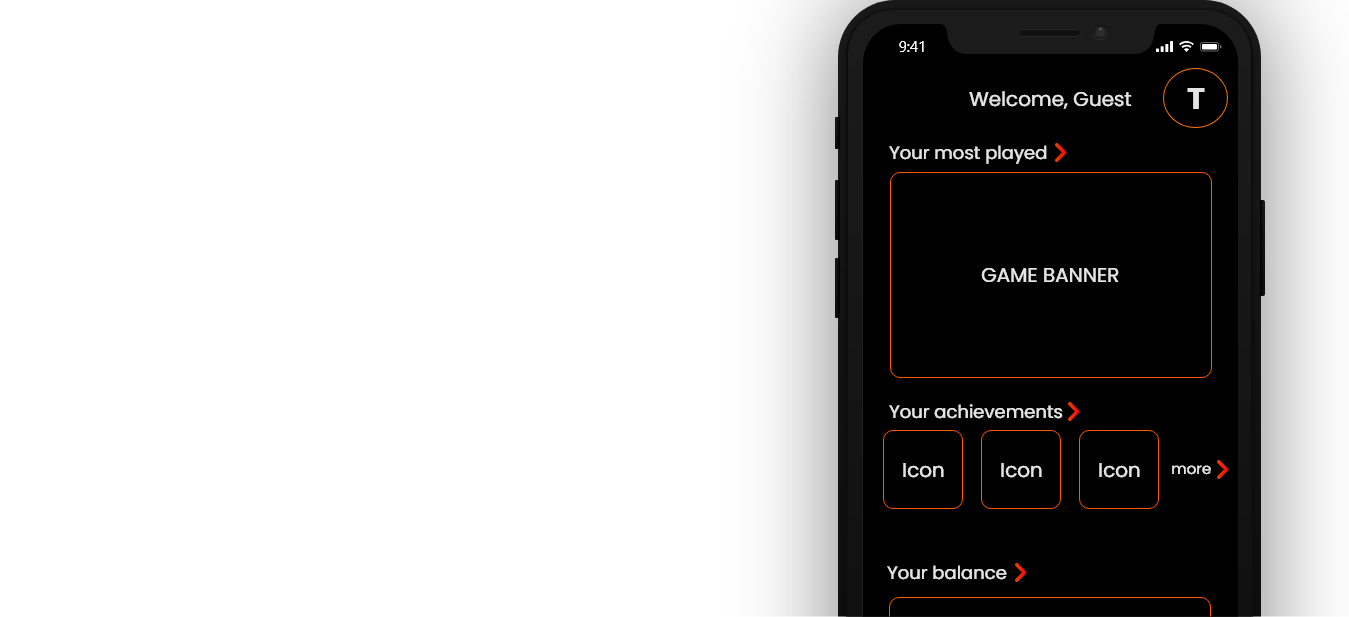 9:41
Welcome, Guest
T
Your most played
GAME BANNER
Your achievements
Icon
Icon
Icon
more
Your balance